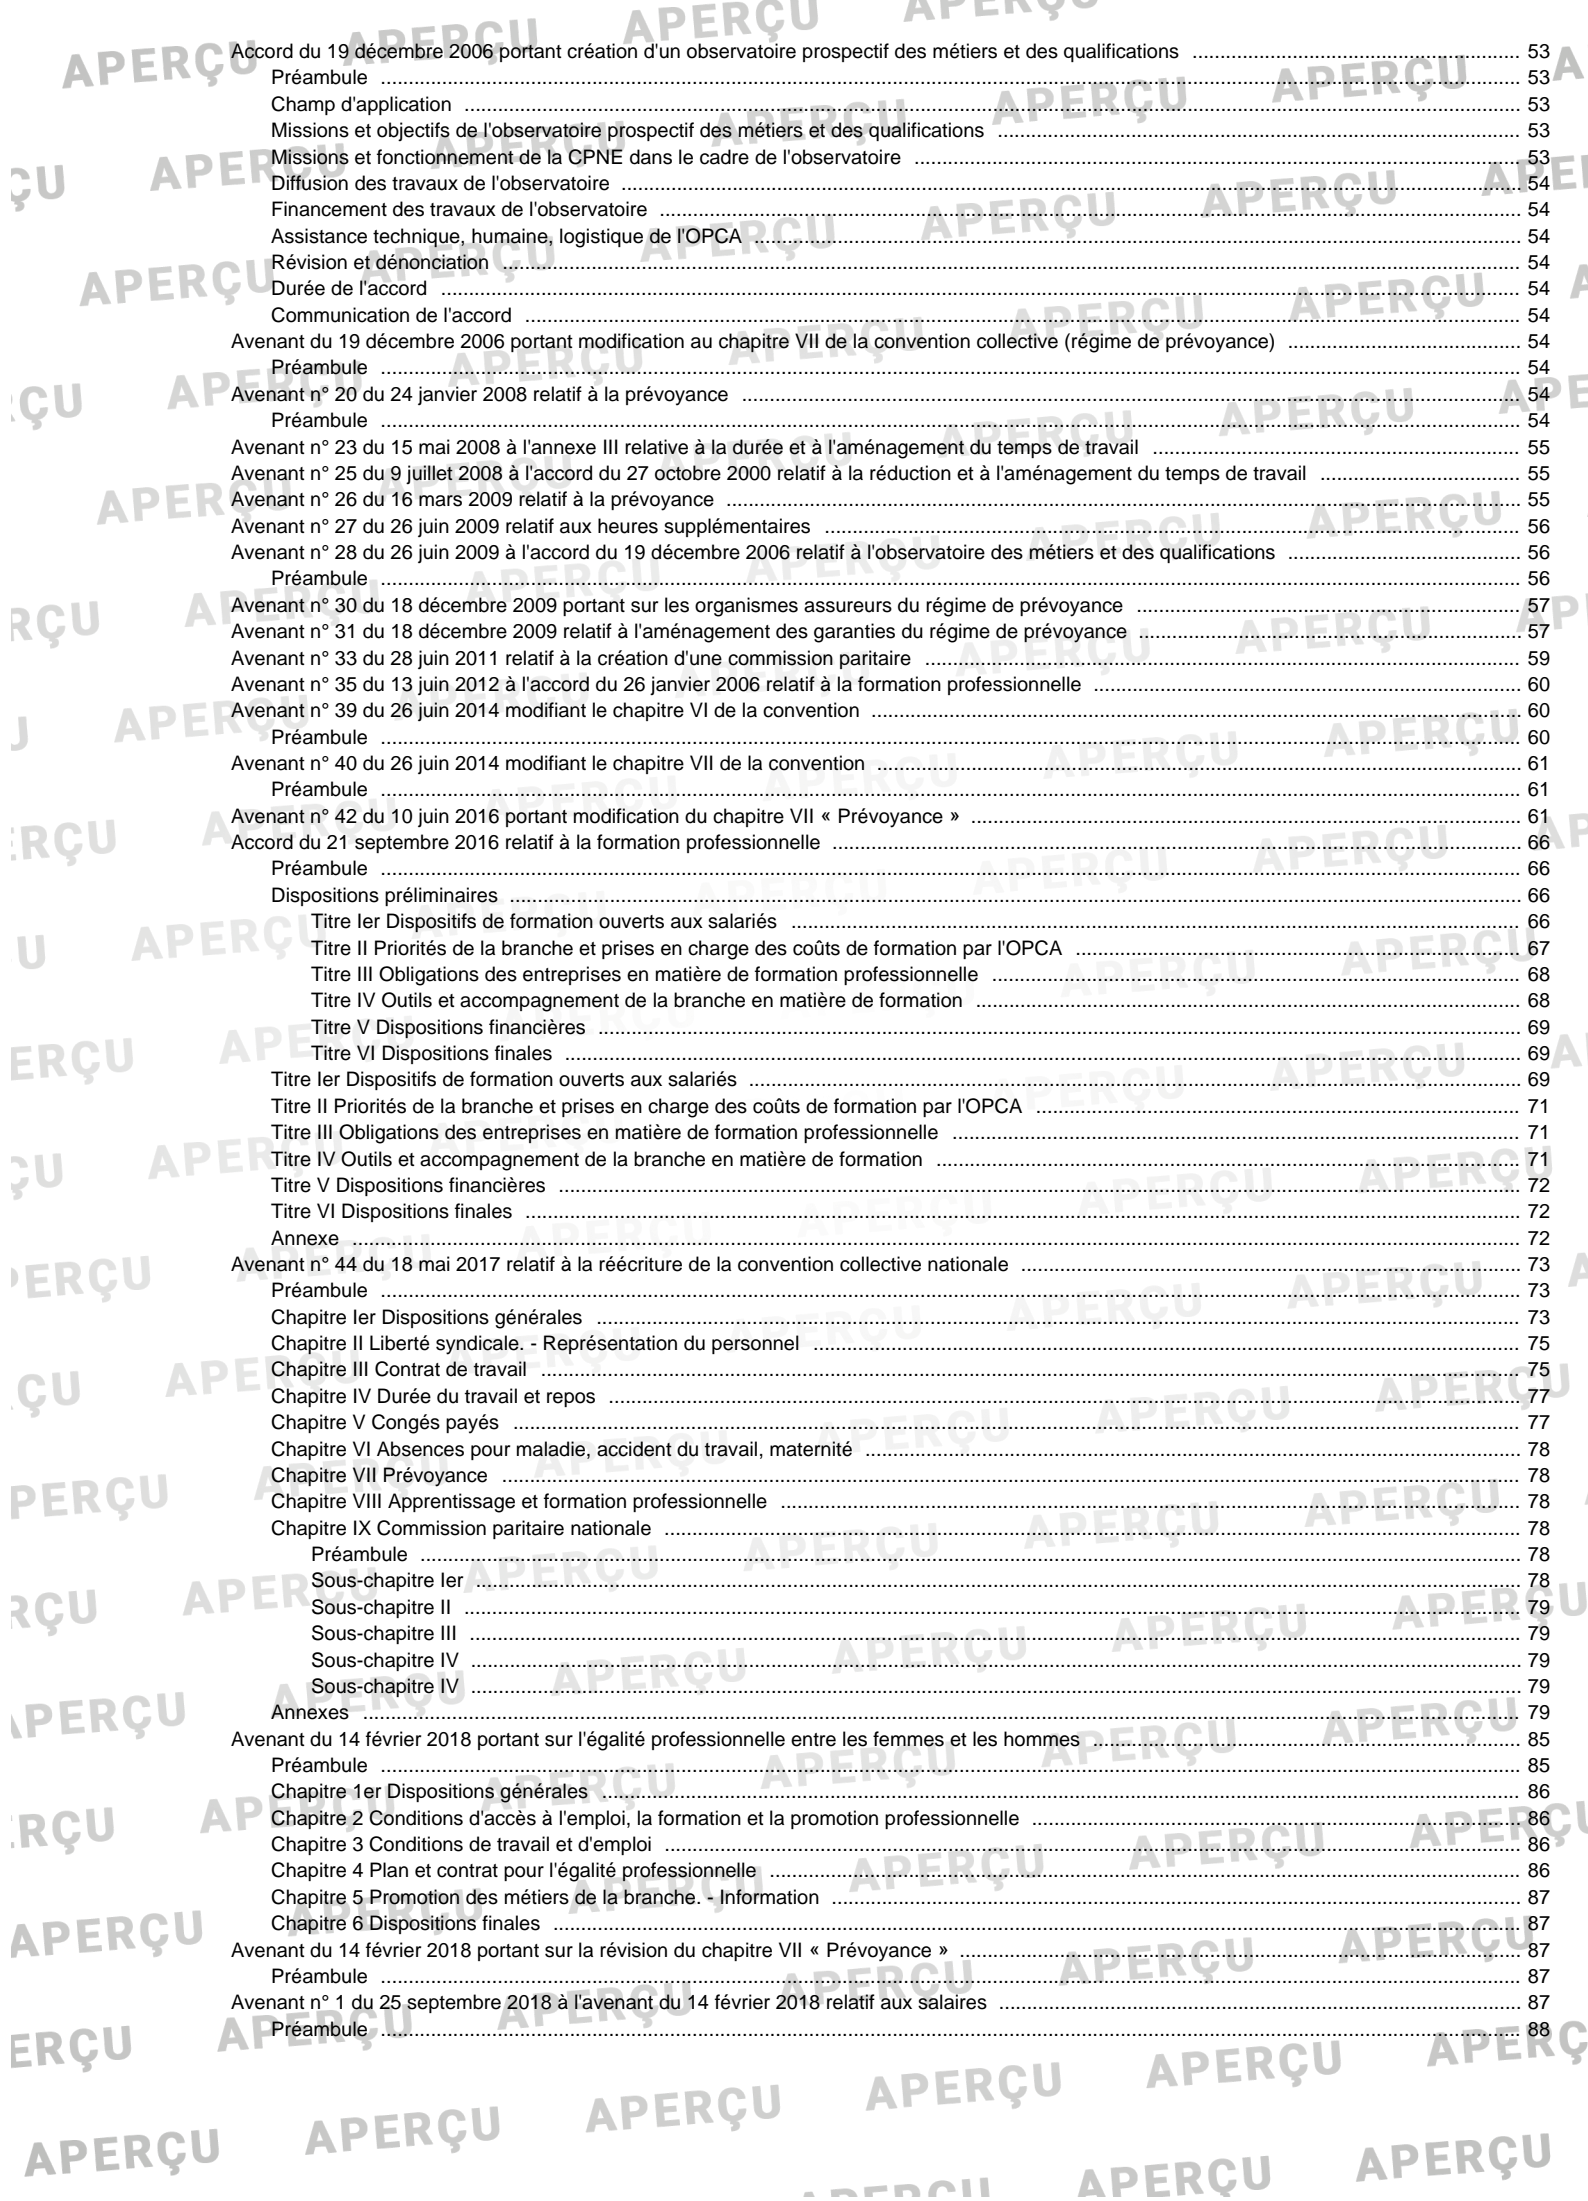 Accord du 19 décembre 2006 portant création d'un observatoire prospectif des métiers et des qualifications 53
Préambule 53
Champ d'application 53
Missions et objectifs de l'observatoire prospectif des métiers et des qualifications 53
Missions et fonctionnement de la CPNE dans le cadre de l'observatoire 53
Diffusion des travaux de l'observatoire 54
Financement des travaux de l'observatoire 54
Assistance technique, humaine, logistique de l'OPCA 54
Révision et dénonciation 54
Durée de l'accord 54
Communication de l'accord 54
Avenant du 19 décembre 2006 portant modification au chapitre VII de la convention collective (régime de prévoyance) 54
Préambule 54
Avenant n° 20 du 24 janvier 2008 relatif à la prévoyance 54
Préambule 54
Avenant n° 23 du 15 mai 2008 à l'annexe III relative à la durée et à l'aménagement du temps de travail 55
Avenant n° 25 du 9 juillet 2008 à l'accord du 27 octobre 2000 relatif à la réduction et à l'aménagement du temps de travail 55
Avenant n° 26 du 16 mars 2009 relatif à la prévoyance 55
Avenant n° 27 du 26 juin 2009 relatif aux heures supplémentaires 56
Avenant n° 28 du 26 juin 2009 à l'accord du 19 décembre 2006 relatif à l'observatoire des métiers et des qualifications 56
Préambule 56
Avenant n° 30 du 18 décembre 2009 portant sur les organismes assureurs du régime de prévoyance 57
Avenant n° 31 du 18 décembre 2009 relatif à l'aménagement des garanties du régime de prévoyance 57
Avenant n° 33 du 28 juin 2011 relatif à la création d'une commission paritaire 59
Avenant n° 35 du 13 juin 2012 à l'accord du 26 janvier 2006 relatif à la formation professionnelle 60
Avenant n° 39 du 26 juin 2014 modifiant le chapitre VI de la convention 60
Préambule 60
Avenant n° 40 du 26 juin 2014 modifiant le chapitre VII de la convention 61
Préambule 61
Avenant n° 42 du 10 juin 2016 portant modification du chapitre VII « Prévoyance » 61
Accord du 21 septembre 2016 relatif à la formation professionnelle 66
Préambule 66
Dispositions préliminaires 66
Titre Ier Dispositifs de formation ouverts aux salariés 66
Titre II Priorités de la branche et prises en charge des coûts de formation par l'OPCA 67
Titre III Obligations des entreprises en matière de formation professionnelle 68
Titre IV Outils et accompagnement de la branche en matière de formation 68
Titre V Dispositions financières 69
Titre VI Dispositions finales 69
Titre Ier Dispositifs de formation ouverts aux salariés 69
Titre II Priorités de la branche et prises en charge des coûts de formation par l'OPCA 71
Titre III Obligations des entreprises en matière de formation professionnelle 71
Titre IV Outils et accompagnement de la branche en matière de formation 71
Titre V Dispositions financières 72
Titre VI Dispositions finales 72
Annexe 72
Avenant n° 44 du 18 mai 2017 relatif à la réécriture de la convention collective nationale 73
Préambule 73
Chapitre Ier Dispositions générales 73
Chapitre II Liberté syndicale. - Représentation du personnel 75
Chapitre III Contrat de travail 75
Chapitre IV Durée du travail et repos 77
Chapitre V Congés payés 77
Chapitre VI Absences pour maladie, accident du travail, maternité 78
Chapitre VII Prévoyance 78
Chapitre VIII Apprentissage et formation professionnelle 78
Chapitre IX Commission paritaire nationale 78
Préambule 78
Sous-chapitre Ier 78
Sous-chapitre II 79
Sous-chapitre III 79
Sous-chapitre IV 79
Sous-chapitre IV 79
Annexes 79
Avenant du 14 février 2018 portant sur l'égalité professionnelle entre les femmes et les hommes 85
Préambule 85
Chapitre 1er Dispositions générales 86
Chapitre 2 Conditions d'accès à l'emploi, la formation et la promotion professionnelle 86
Chapitre 3 Conditions de travail et d'emploi 86
Chapitre 4 Plan et contrat pour l'égalité professionnelle 86
Chapitre 5 Promotion des métiers de la branche. - Information 87
Chapitre 6 Dispositions finales 87
Avenant du 14 février 2018 portant sur la révision du chapitre VII « Prévoyance » 87
Préambule 87
Avenant n° 1 du 25 septembre 2018 à l'avenant du 14 février 2018 relatif aux salaires 87
Préambule 88
APERÇU